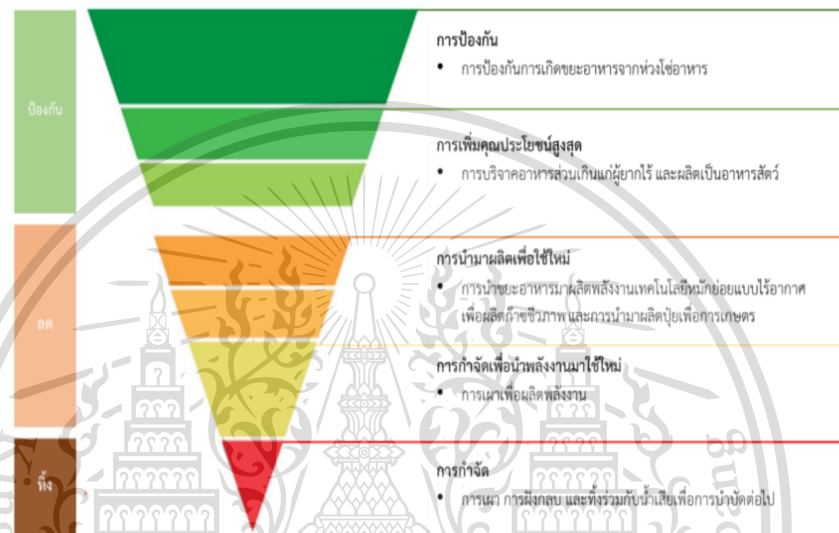 ป้องกัน
การป้องกัน
• การป้องกันการเกิดขยะอาหารจากห่วงโซ่อาหาร
การเพิ่มคุณประโยชน์สูงสุด
• การบริจาคอาหารส่วนเกินแก่ผู้ยากไร้ และผลิตเป็นอาหารสัตว์
ลด
การนำมาผลิตเพื่อใช้ใหม่
• การนำขยะอาหารมาผลิตพลังงานเทคโนโลยีหมักย่อยแบบไร้อากาศ
เพื่อผลิตก๊าซชีวภาพ และการนำมาผลิตปุ๋ยเพื่อการเกษตร
การกำจัดเพื่อนำพลังงานมาใช้ใหม่
• การเผาเพื่อผลิตพลังงาน
ทิ้ง
การกำจัด
• การเผา การฝังกลบ และทิ้งร่วมกับน้ำเสียเพื่อการบำบัดต่อไป